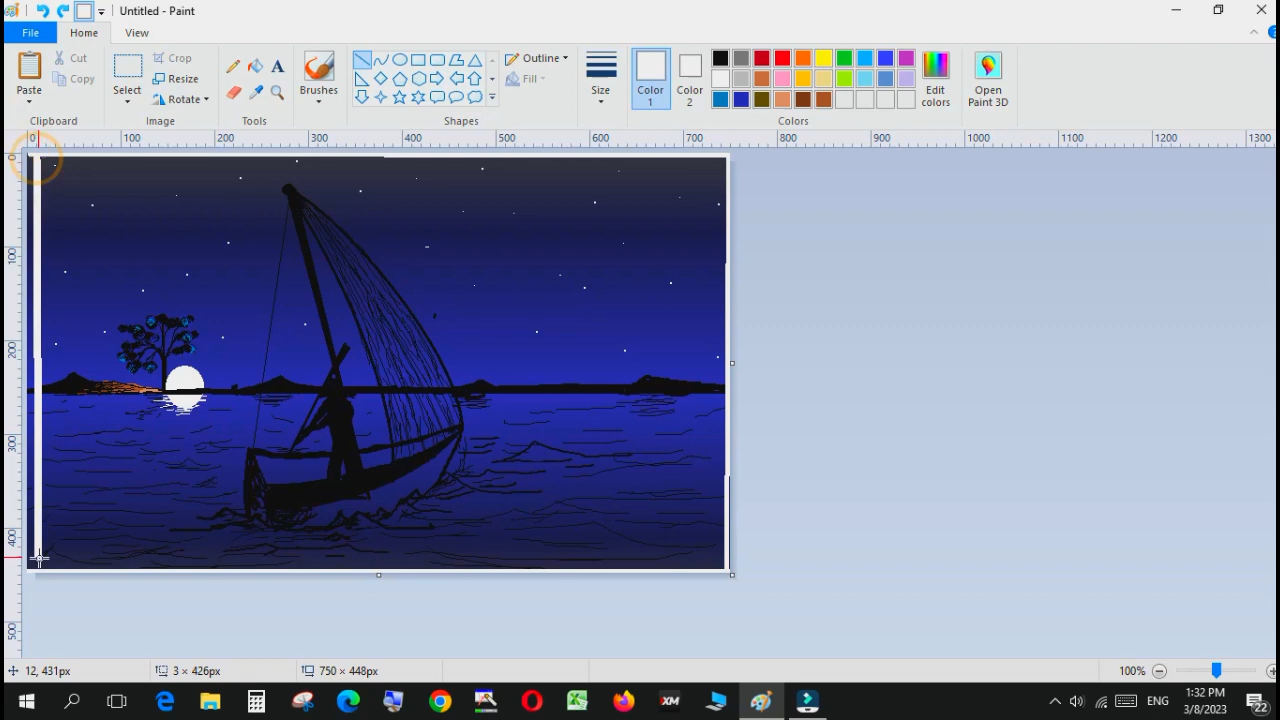 Untitled - Paint
File
Home
View
Paste
Cut
Copy
Clipboard
Select
Crop
Resize
Rotate
Image
Tools
Brushes
Outline
Fill
Shapes
Size
Color 1
Color 2
Edit colors
Colors
Open Paint 3D
0 100 200 300 400 500 600 700 800 900 1000 1100 1200 1300
0
100
200
300
400
500
12, 431px
3 × 426px
750 × 448px
100%
XM
ENG
1:32 PM
3/8/2023
22